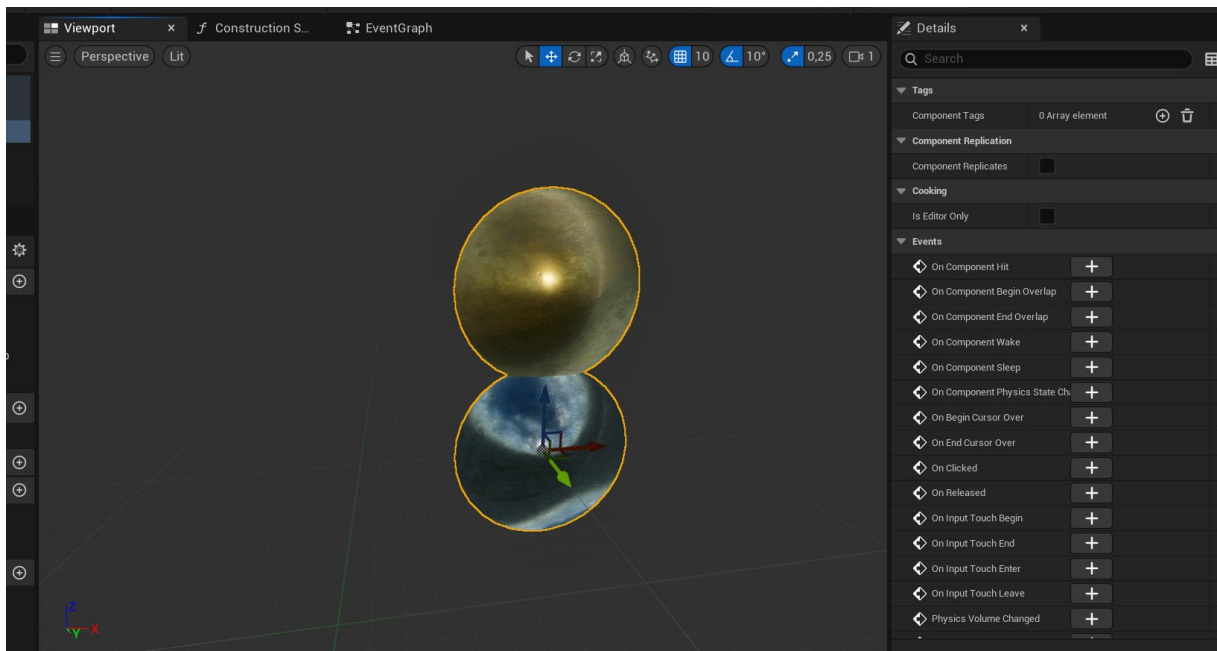 Viewport
Construction S...
EventGraph
Details
Perspective
Lit
10
10°
0,25
1
Search
Tags
Component Tags 0 Array element
Component Replication
Component Replicates
Cooking
Is Editor Only
Events
On Component Hit
On Component Begin Overlap
On Component End Overlap
On Component Wake
On Component Sleep
On Component Physics State Ch
On Begin Cursor Over
On End Cursor Over
On Clicked
On Released
On Input Touch Begin
On Input Touch End
On Input Touch Enter
On Input Touch Leave
Physics Volume Changed
Z
Y
X